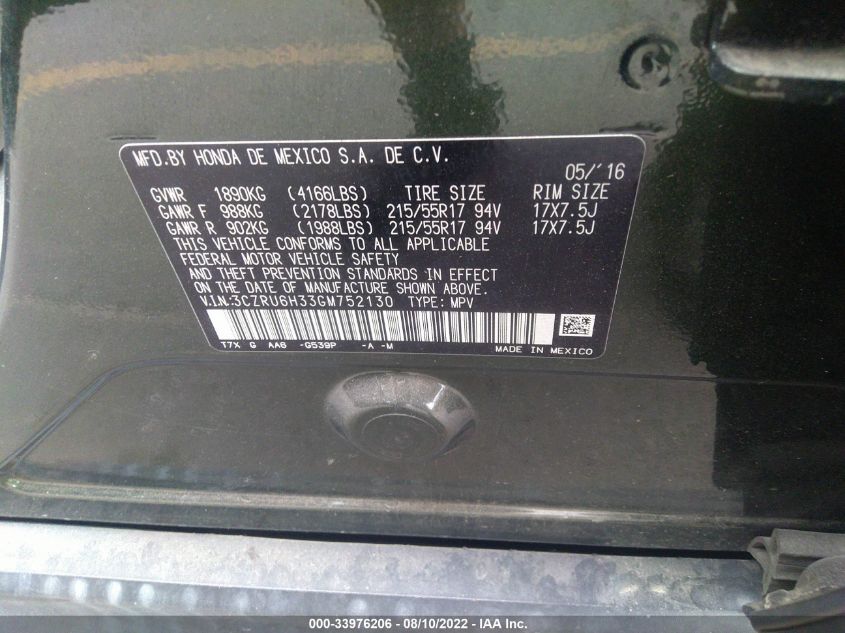 MFD.BY HONDA DE MEXICO S.A. DE C.V.
05/'16
GVWR 1890KG (4166LBS) TIRE SIZE RIM SIZE
GAWR F 988KG (2178LBS) 215/55R17 94V 17X7.5J
GAWR R 902KG (1988LBS) 215/55R17 94V 17X7.5J
THIS VEHICLE CONFORMS TO ALL APPLICABLE
FEDERAL MOTOR VEHICLE SAFETY
AND THEFT PREVENTION STANDARDS IN EFFECT
ON THE DATE OF MANUFACTURE SHOWN ABOVE.
V.I.N:3CZRU6H33GM752130 TYPE: MPV
T7X G AA6 -G539P -A -M MADE IN MEXICO
000-33976206 - 08/10/2022 - IAA Inc.